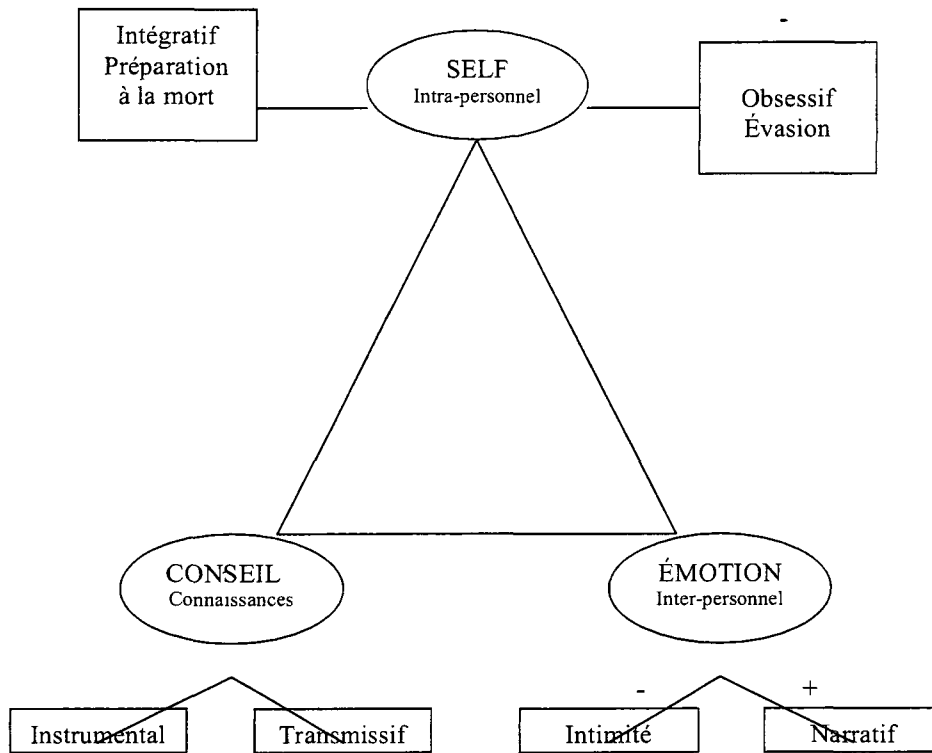 Intégratif
Préparation
à la mort
SELF
Intra-personnel
-
Obsessif
Évasion
CONSEIL
Connaissances
ÉMOTION
Inter-personnel
-
+
Instrumental
Transmissif
Intimité
Narratif